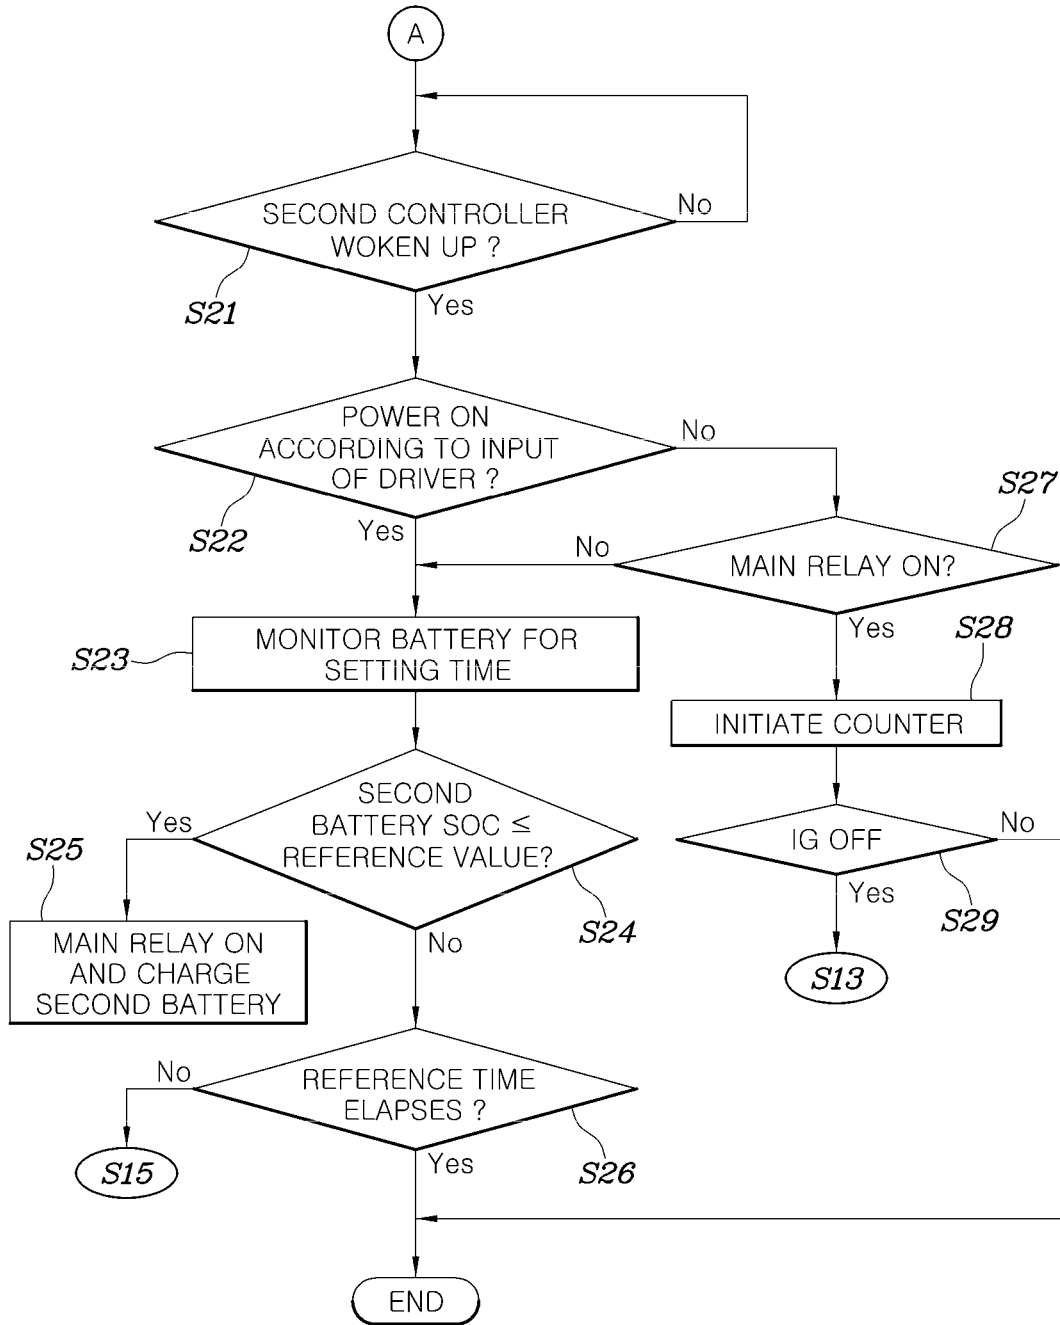 A
SECOND CONTROLLER
WOKEN UP ?
No
S21
Yes
POWER ON
ACCORDING TO INPUT
OF DRIVER ?
No
S22
Yes
S27
No
MAIN RELAY ON?
Yes
S28
S23
MONITOR BATTERY FOR
SETTING TIME
INITIATE COUNTER
SECOND
BATTERY SOC ≤
REFERENCE VALUE?
Yes
S25
S24
No
IG OFF
No
Yes
S29
S13
MAIN RELAY ON
AND CHARGE
SECOND BATTERY
REFERENCE TIME
ELAPSES ?
No
S15
Yes
S26
END